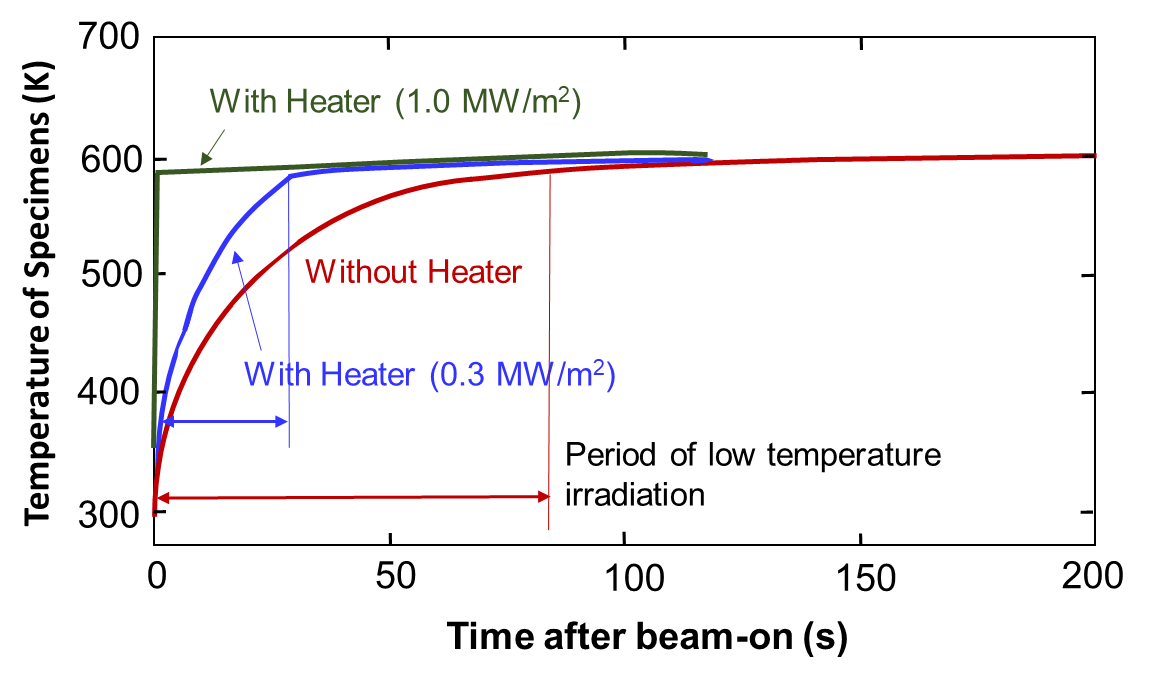 700
With Heater (1.0 MW/m²)
600
500
Without Heater
With Heater (0.3 MW/m²)
400
Period of low temperature
irradiation
300
Temperature of Specimens (K)
0
50
100
150
200
Time after beam-on (s)